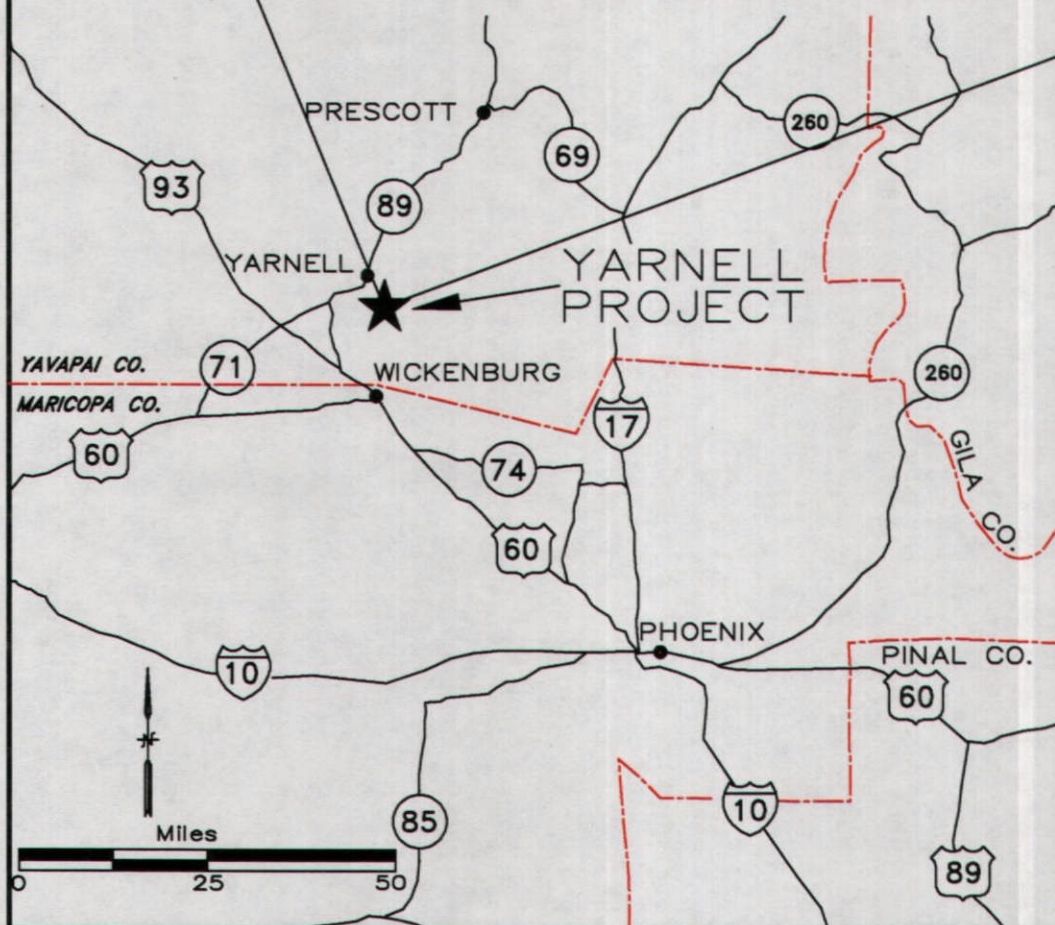 PRESCOTT
260
69
93
89
YARNELL
YARNELL
PROJECT
YAVAPAI CO.
71
WICKENBURG
260
MARICOPA CO.
17
60
74
GILA CO.
60
PHOENIX
PINAL CO.
10
60
10
85
Miles
89
0 25 50